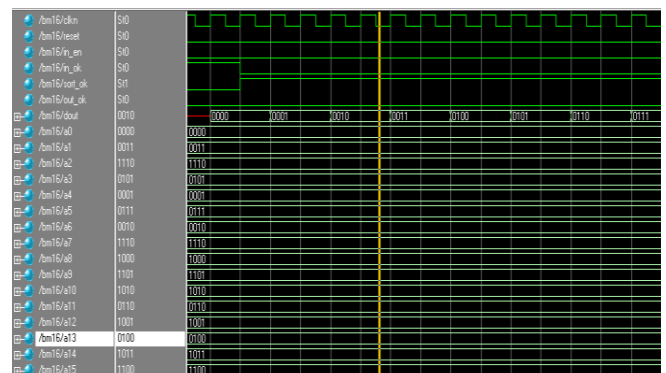 /bm16/clkn St0
/bm16/reset St0
/bm16/in_en St0
/bm16/in_ok St0
/bm16/sort_ok St1
/bm16/out_ok St0
/bm16/dout 0010 0000 0001 0010 0011 0100 0101 0110 0111
/bm16/a0 0000 0000
/bm16/a1 0011 0011
/bm16/a2 1110 1110
/bm16/a3 0101 0101
/bm16/a4 0001 0001
/bm16/a5 0111 0111
/bm16/a6 0010 0010
/bm16/a7 1110 1110
/bm16/a8 1000 1000
/bm16/a9 1101 1101
/bm16/a10 1010 1010
/bm16/a11 0110 0110
/bm16/a12 1001 1001
/bm16/a13 0100 0100
/bm16/a14 1011 1011
/bm16/a15 1100 1100